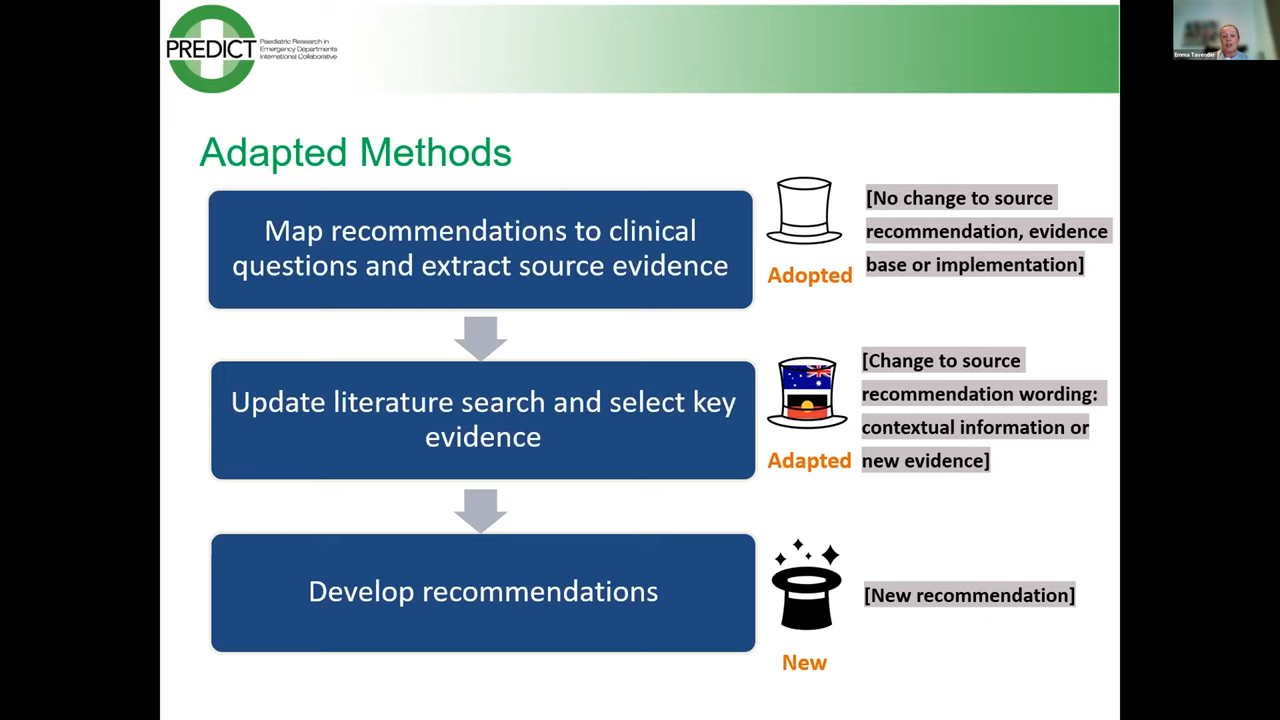 PREDICT
Paediatric Research in
Emergency Departments
International Collaborative
Emma Tavender
Adapted Methods
Map recommendations to clinical
questions and extract source evidence
Adopted
[No change to source
recommendation, evidence
base or implementation]
Update literature search and select key
evidence
Adapted
[Change to source
recommendation wording:
contextual information or
new evidence]
Develop recommendations
New
[New recommendation]